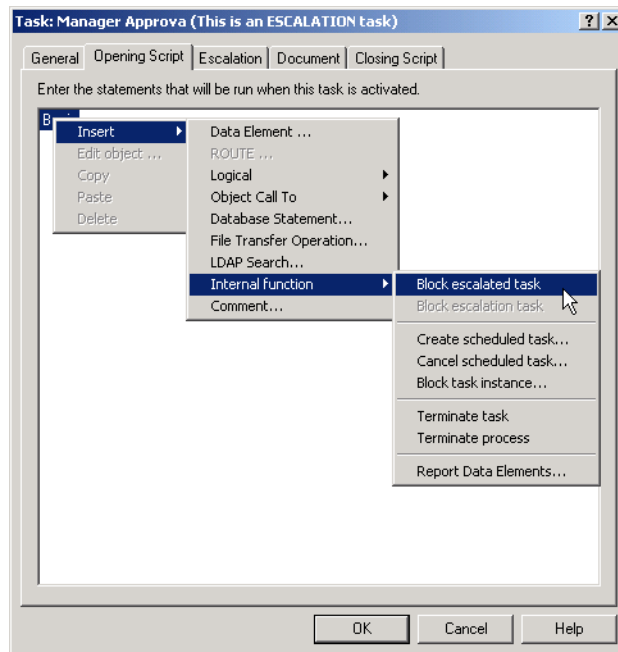 Task: Manager Approva (This is an ESCALATION task)
General Opening Script Escalation Document Closing Script
Enter the statements that will be run when this task is activated.
Insert
Edit object ...
Copy
Paste
Delete
Data Element ...
ROUTE ...
Logical
Object Call To
Database Statement...
File Transfer Operation...
LDAP Search...
Internal function
Comment...
Block escalated task
Block escalation task
Create scheduled task...
Cancel scheduled task...
Block task instance...
Terminate task
Terminate process
Report Data Elements...
OK Cancel Help